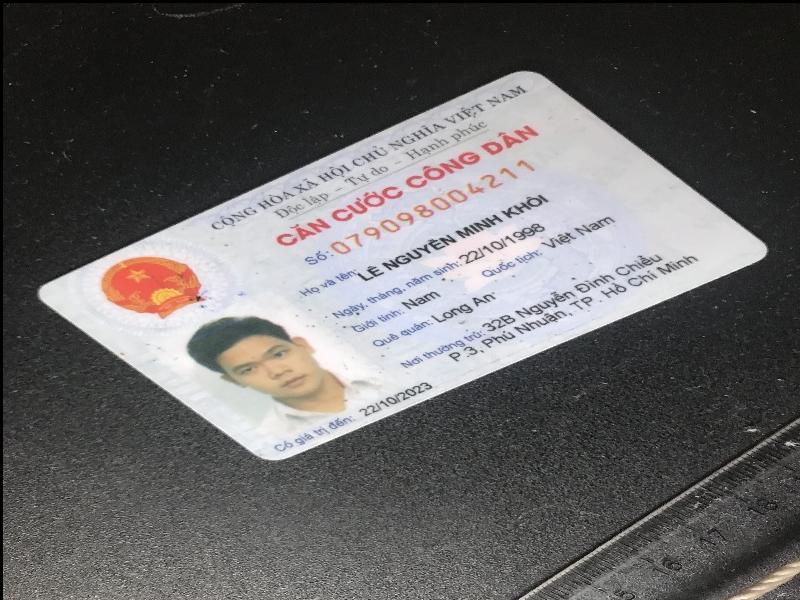 CỘNG HÒA XÃ HỘI CHỦ NGHĨA VIỆT NAM
Độc lập - Tự do - Hạnh phúc
CĂN CƯỚC CÔNG DÂN
Số: 079098004211
Họ và tên: LÊ NGUYÊN MINH KHÔI
Ngày, tháng, năm sinh: 22/10/1998
Giới tính: Nam Quốc tịch: Việt Nam
Quê quán: Long An
Nơi thường trú: 32B Nguyễn Đình Chiểu
P.3, Phú Nhuận, TP - Hồ Chí Minh
Có giá trị đến: 22/10/2023
15 16 17 18